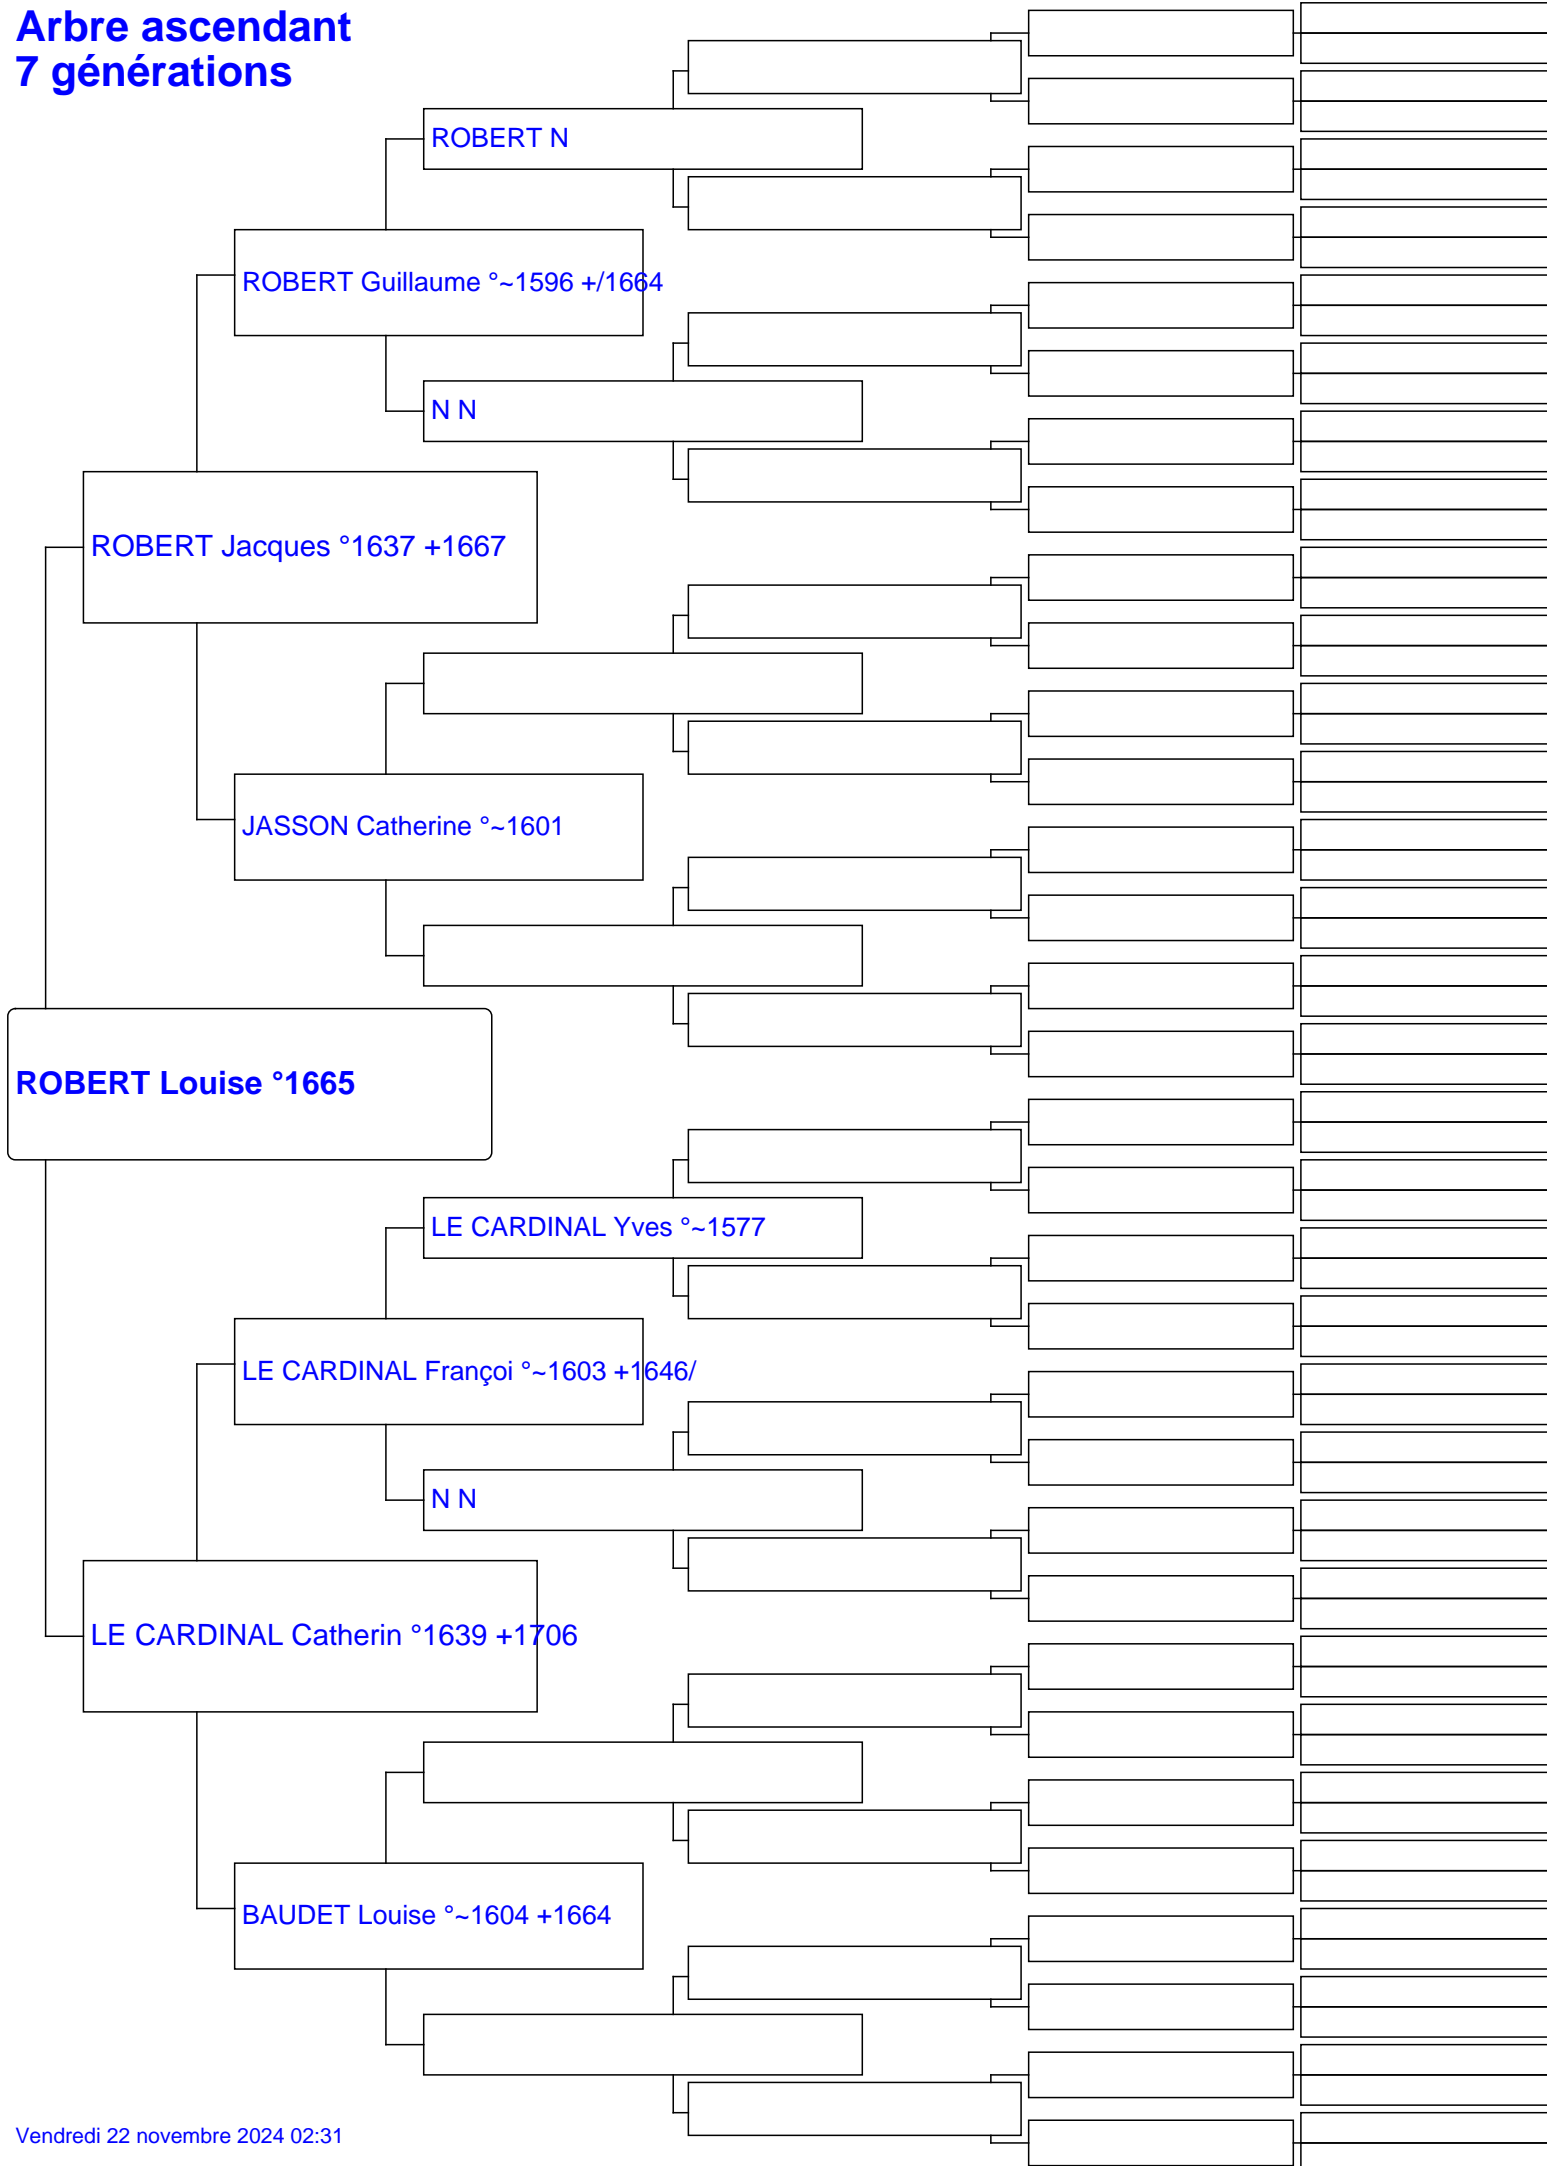 Arbre ascendant
7 générations
ROBERT N
ROBERT Guillaume °~1596 +/1664
N N
ROBERT Jacques °1637 +1667
JASSON Catherine °~1601
ROBERT Louise °1665
LE CARDINAL Yves °~1577
LE CARDINAL Françoi °~1603 +1646/
N N
LE CARDINAL Catherin °1639 +1706
BAUDET Louise °~1604 +1664
Vendredi 22 novembre 2024 02:31